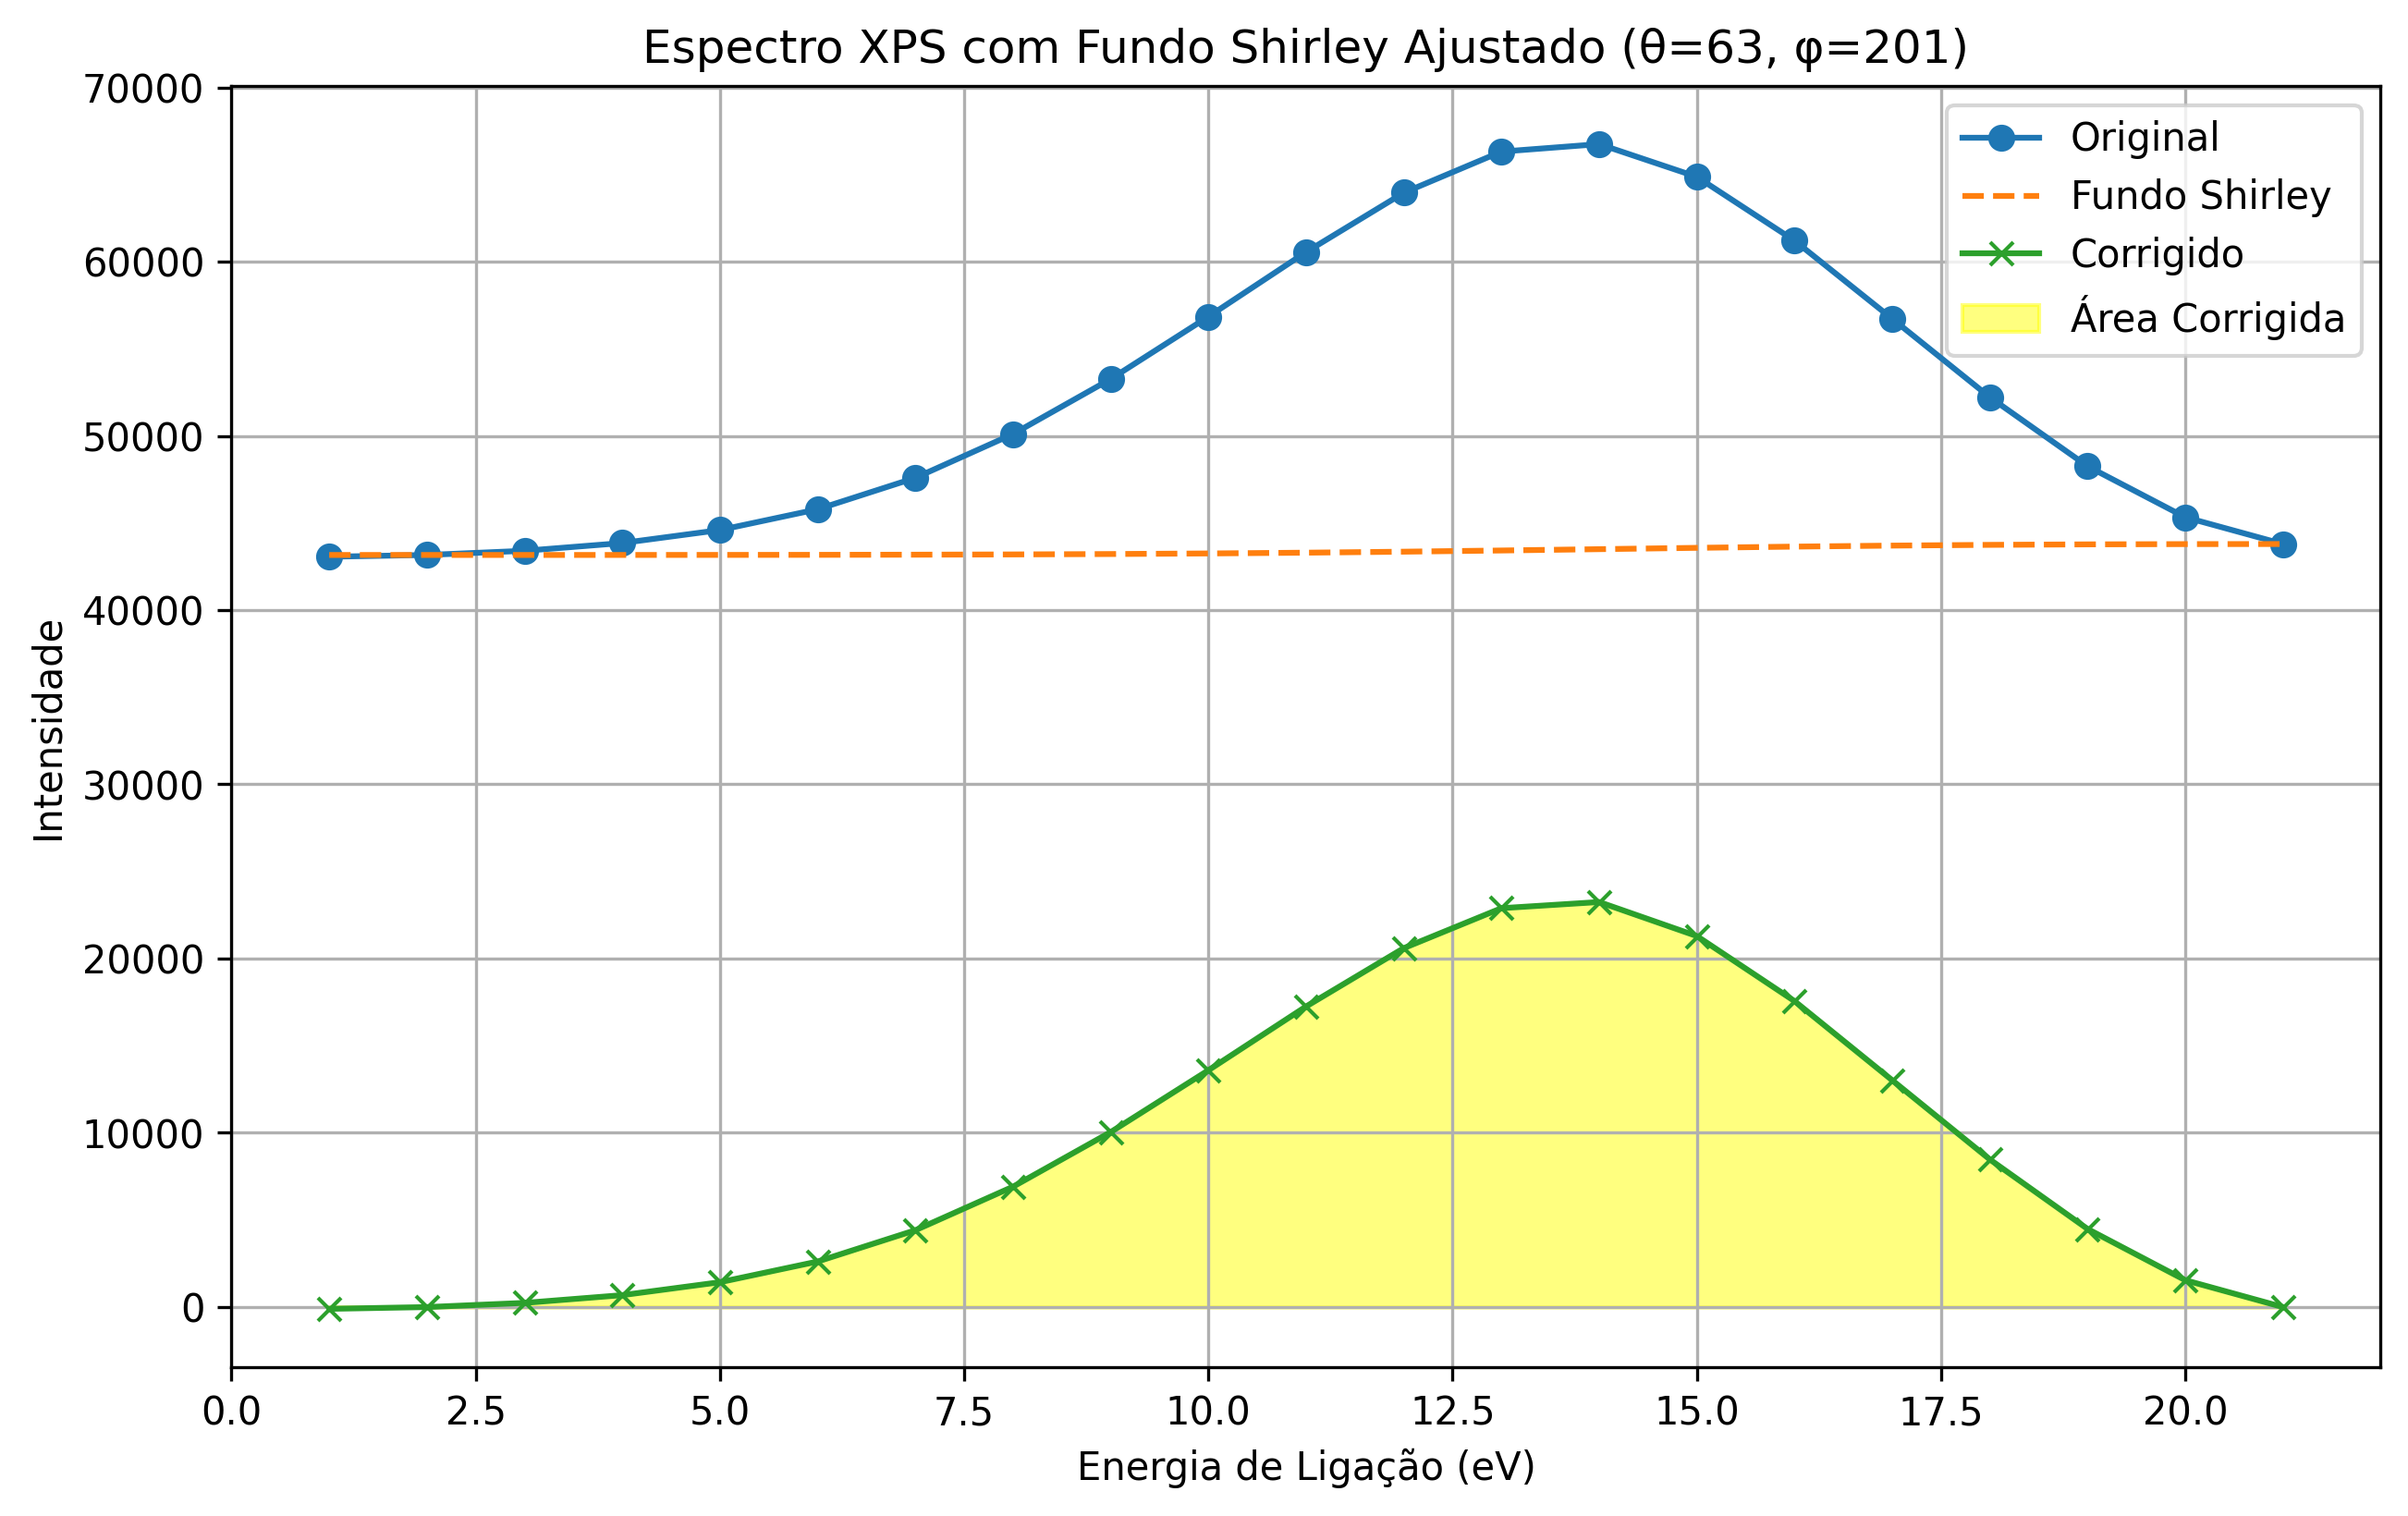 Espectro XPS com Fundo Shirley Ajustado (θ=63, φ=201)
70000
60000
50000
40000
30000
20000
10000
0
Intensidade
Original
Fundo Shirley
Corrigido
Área Corrigida
0.0 2.5 5.0 7.5 10.0 12.5 15.0 17.5 20.0
Energia de Ligação (eV)